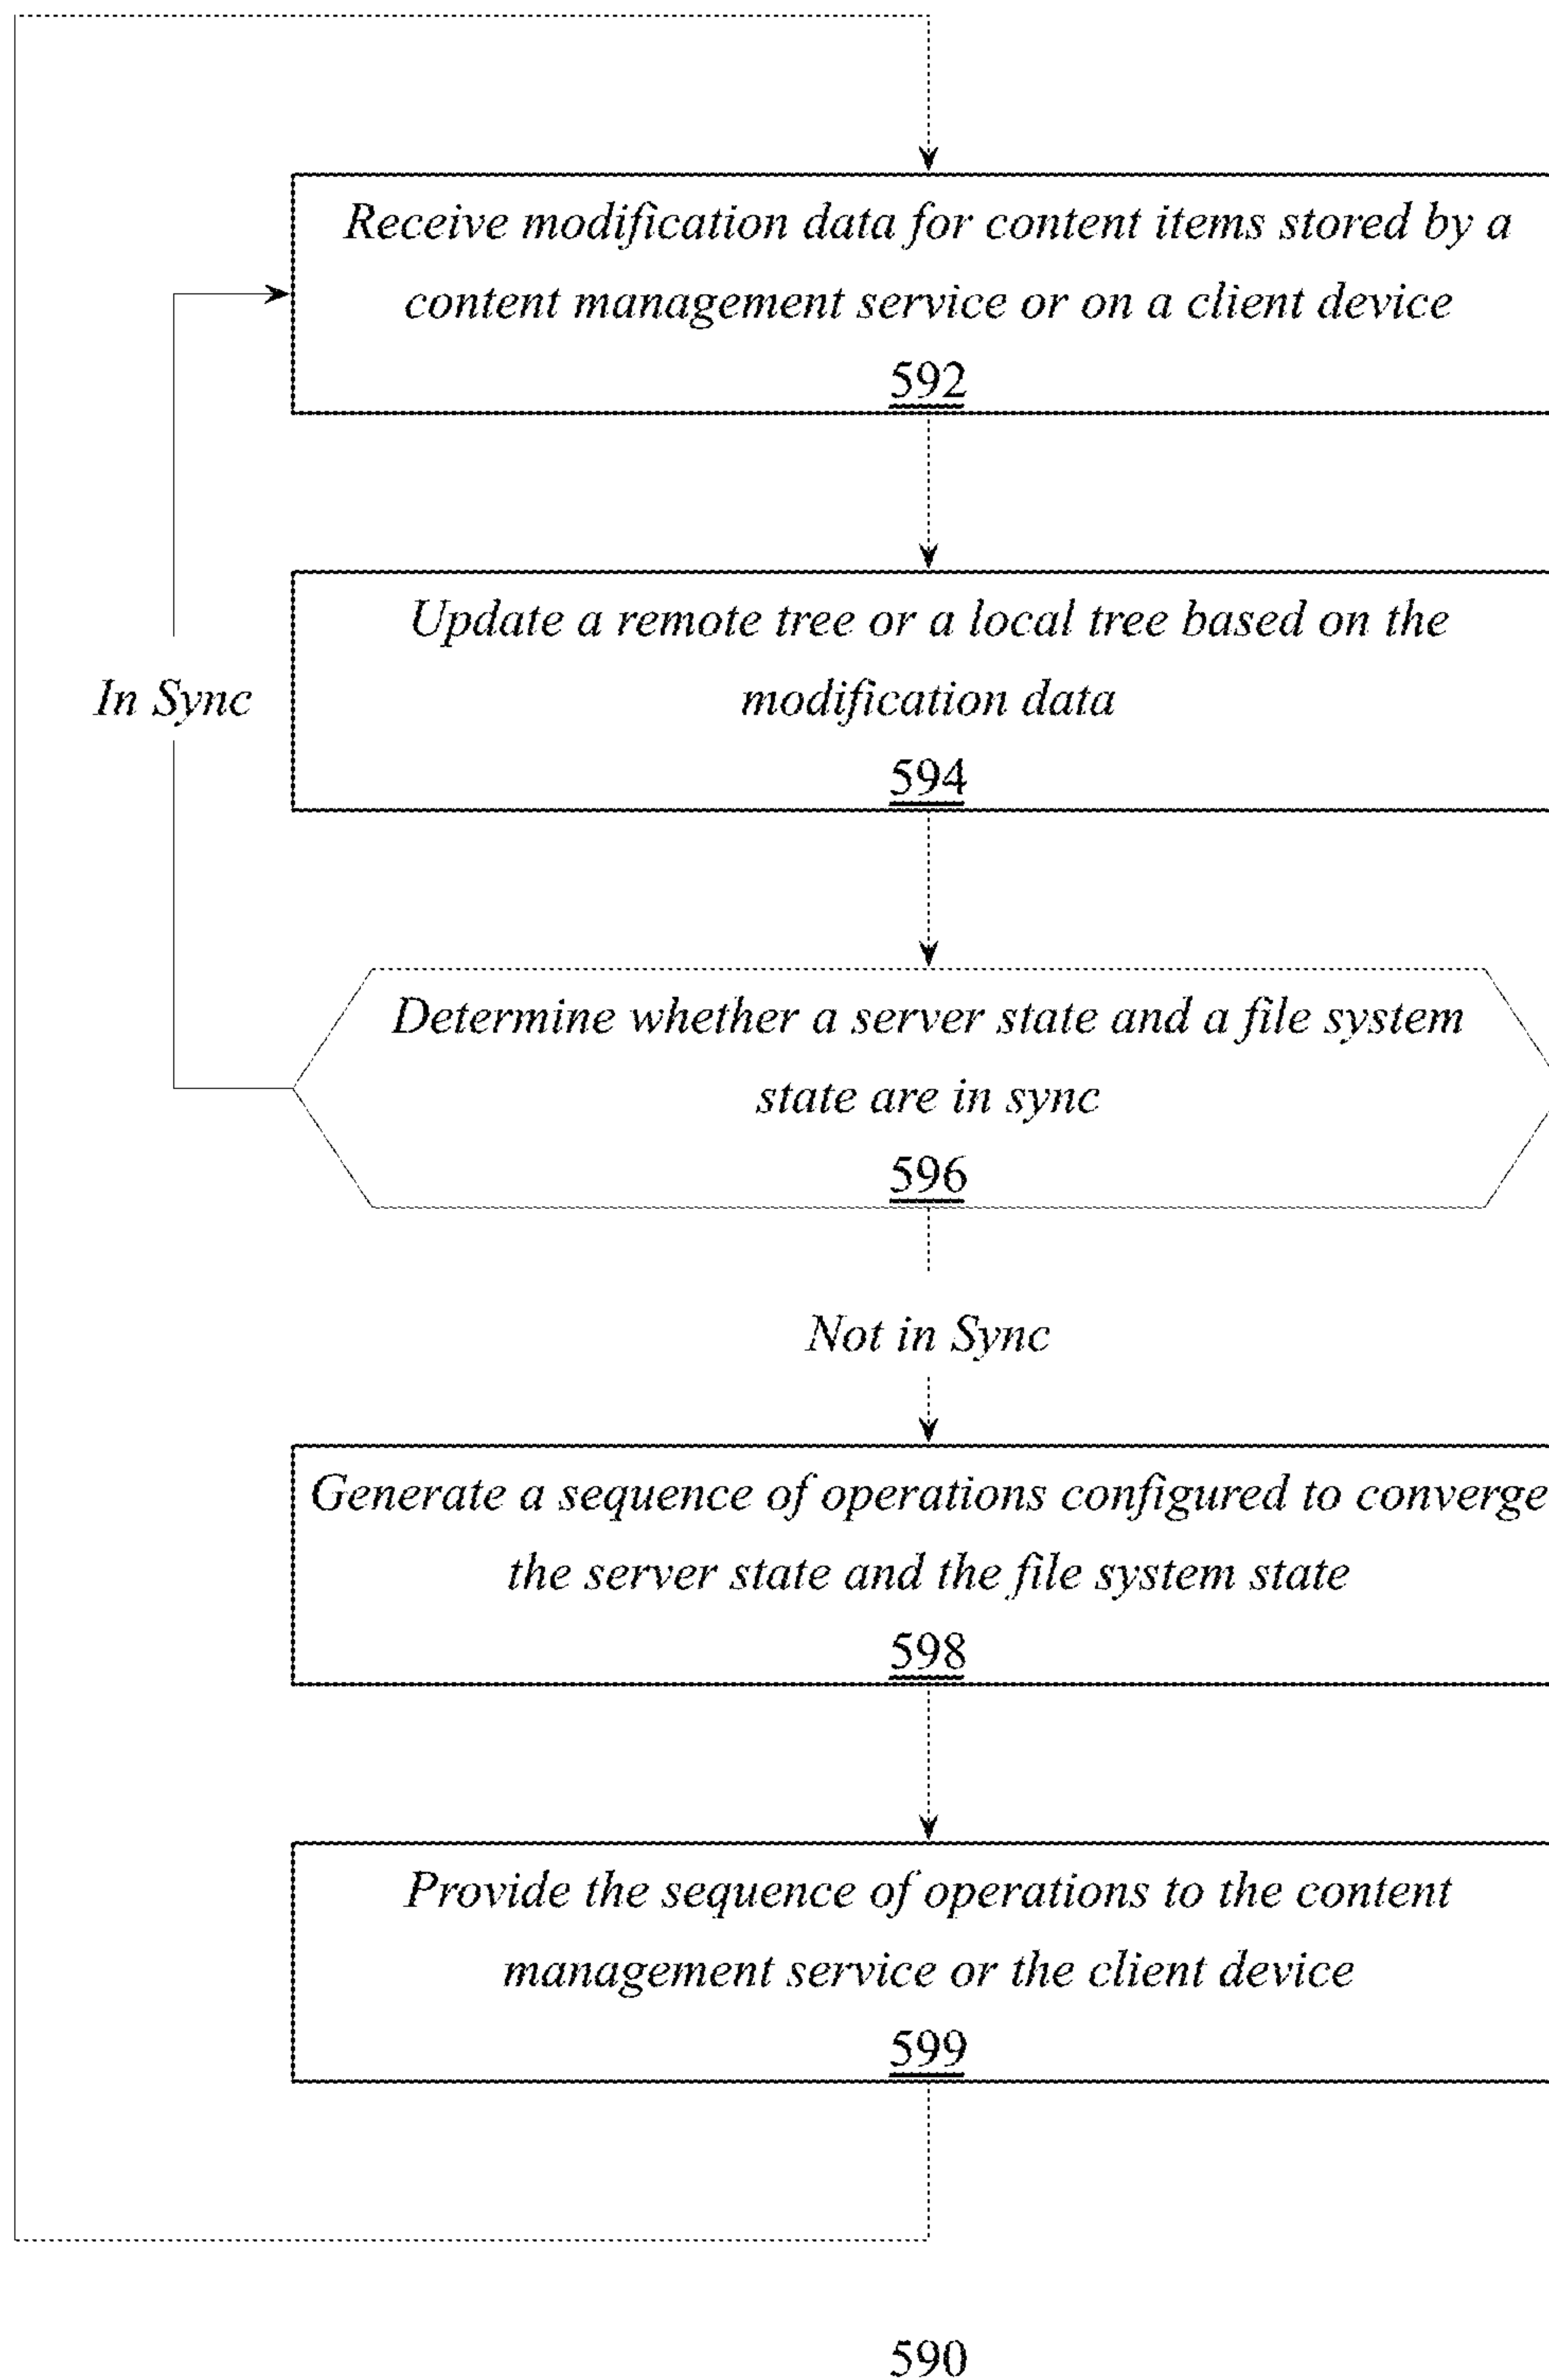 Receive modification data for content items stored by a
content management service or on a client device
592
Update a remote tree or a local tree based on the
modification data
594
In Sync
Determine whether a server state and a file system
state are in sync
596
Not in Sync
Generate a sequence of operations configured to converge
the server state and the file system state
598
Provide the sequence of operations to the content
management service or the client device
599
590